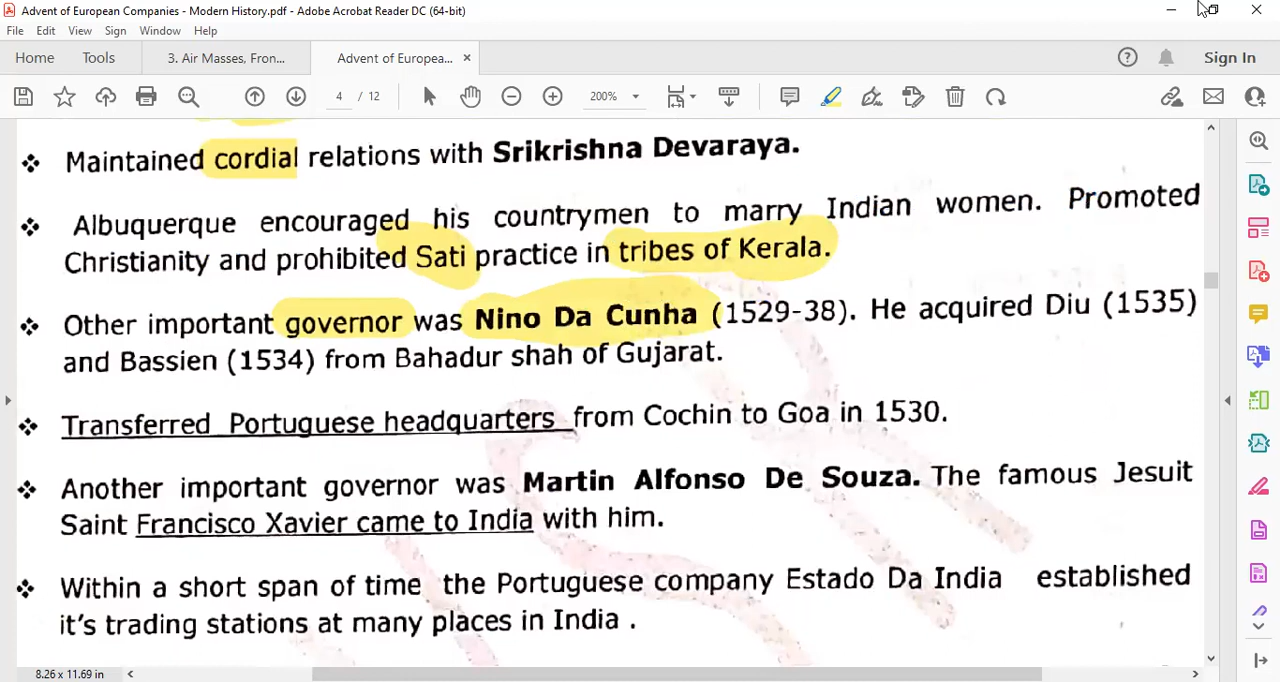 Advent of European Companies - Modern History.pdf - Adobe Acrobat Reader DC (64-bit)
File Edit View Sign Window Help
Home Tools 3. Air Masses, Fron... Advent of Europea... × Sign In
4 / 12 200%
❖ Maintained cordial relations with Srikrishna Devaraya.
❖ Albuquerque encouraged his countrymen to marry Indian women. Promoted
Christianity and prohibited Sati practice in tribes of Kerala.
❖ Other important governor was Nino Da Cunha (1529-38). He acquired Diu (1535)
and Bassien (1534) from Bahadur shah of Gujarat.
❖ Transferred Portuguese headquarters from Cochin to Goa in 1530.
❖ Another important governor was Martin Alfonso De Souza. The famous Jesuit
Saint Francisco Xavier came to India with him.
❖ Within a short span of time the Portuguese company Estado Da India established
it's trading stations at many places in India .
8.26 x 11.69 in